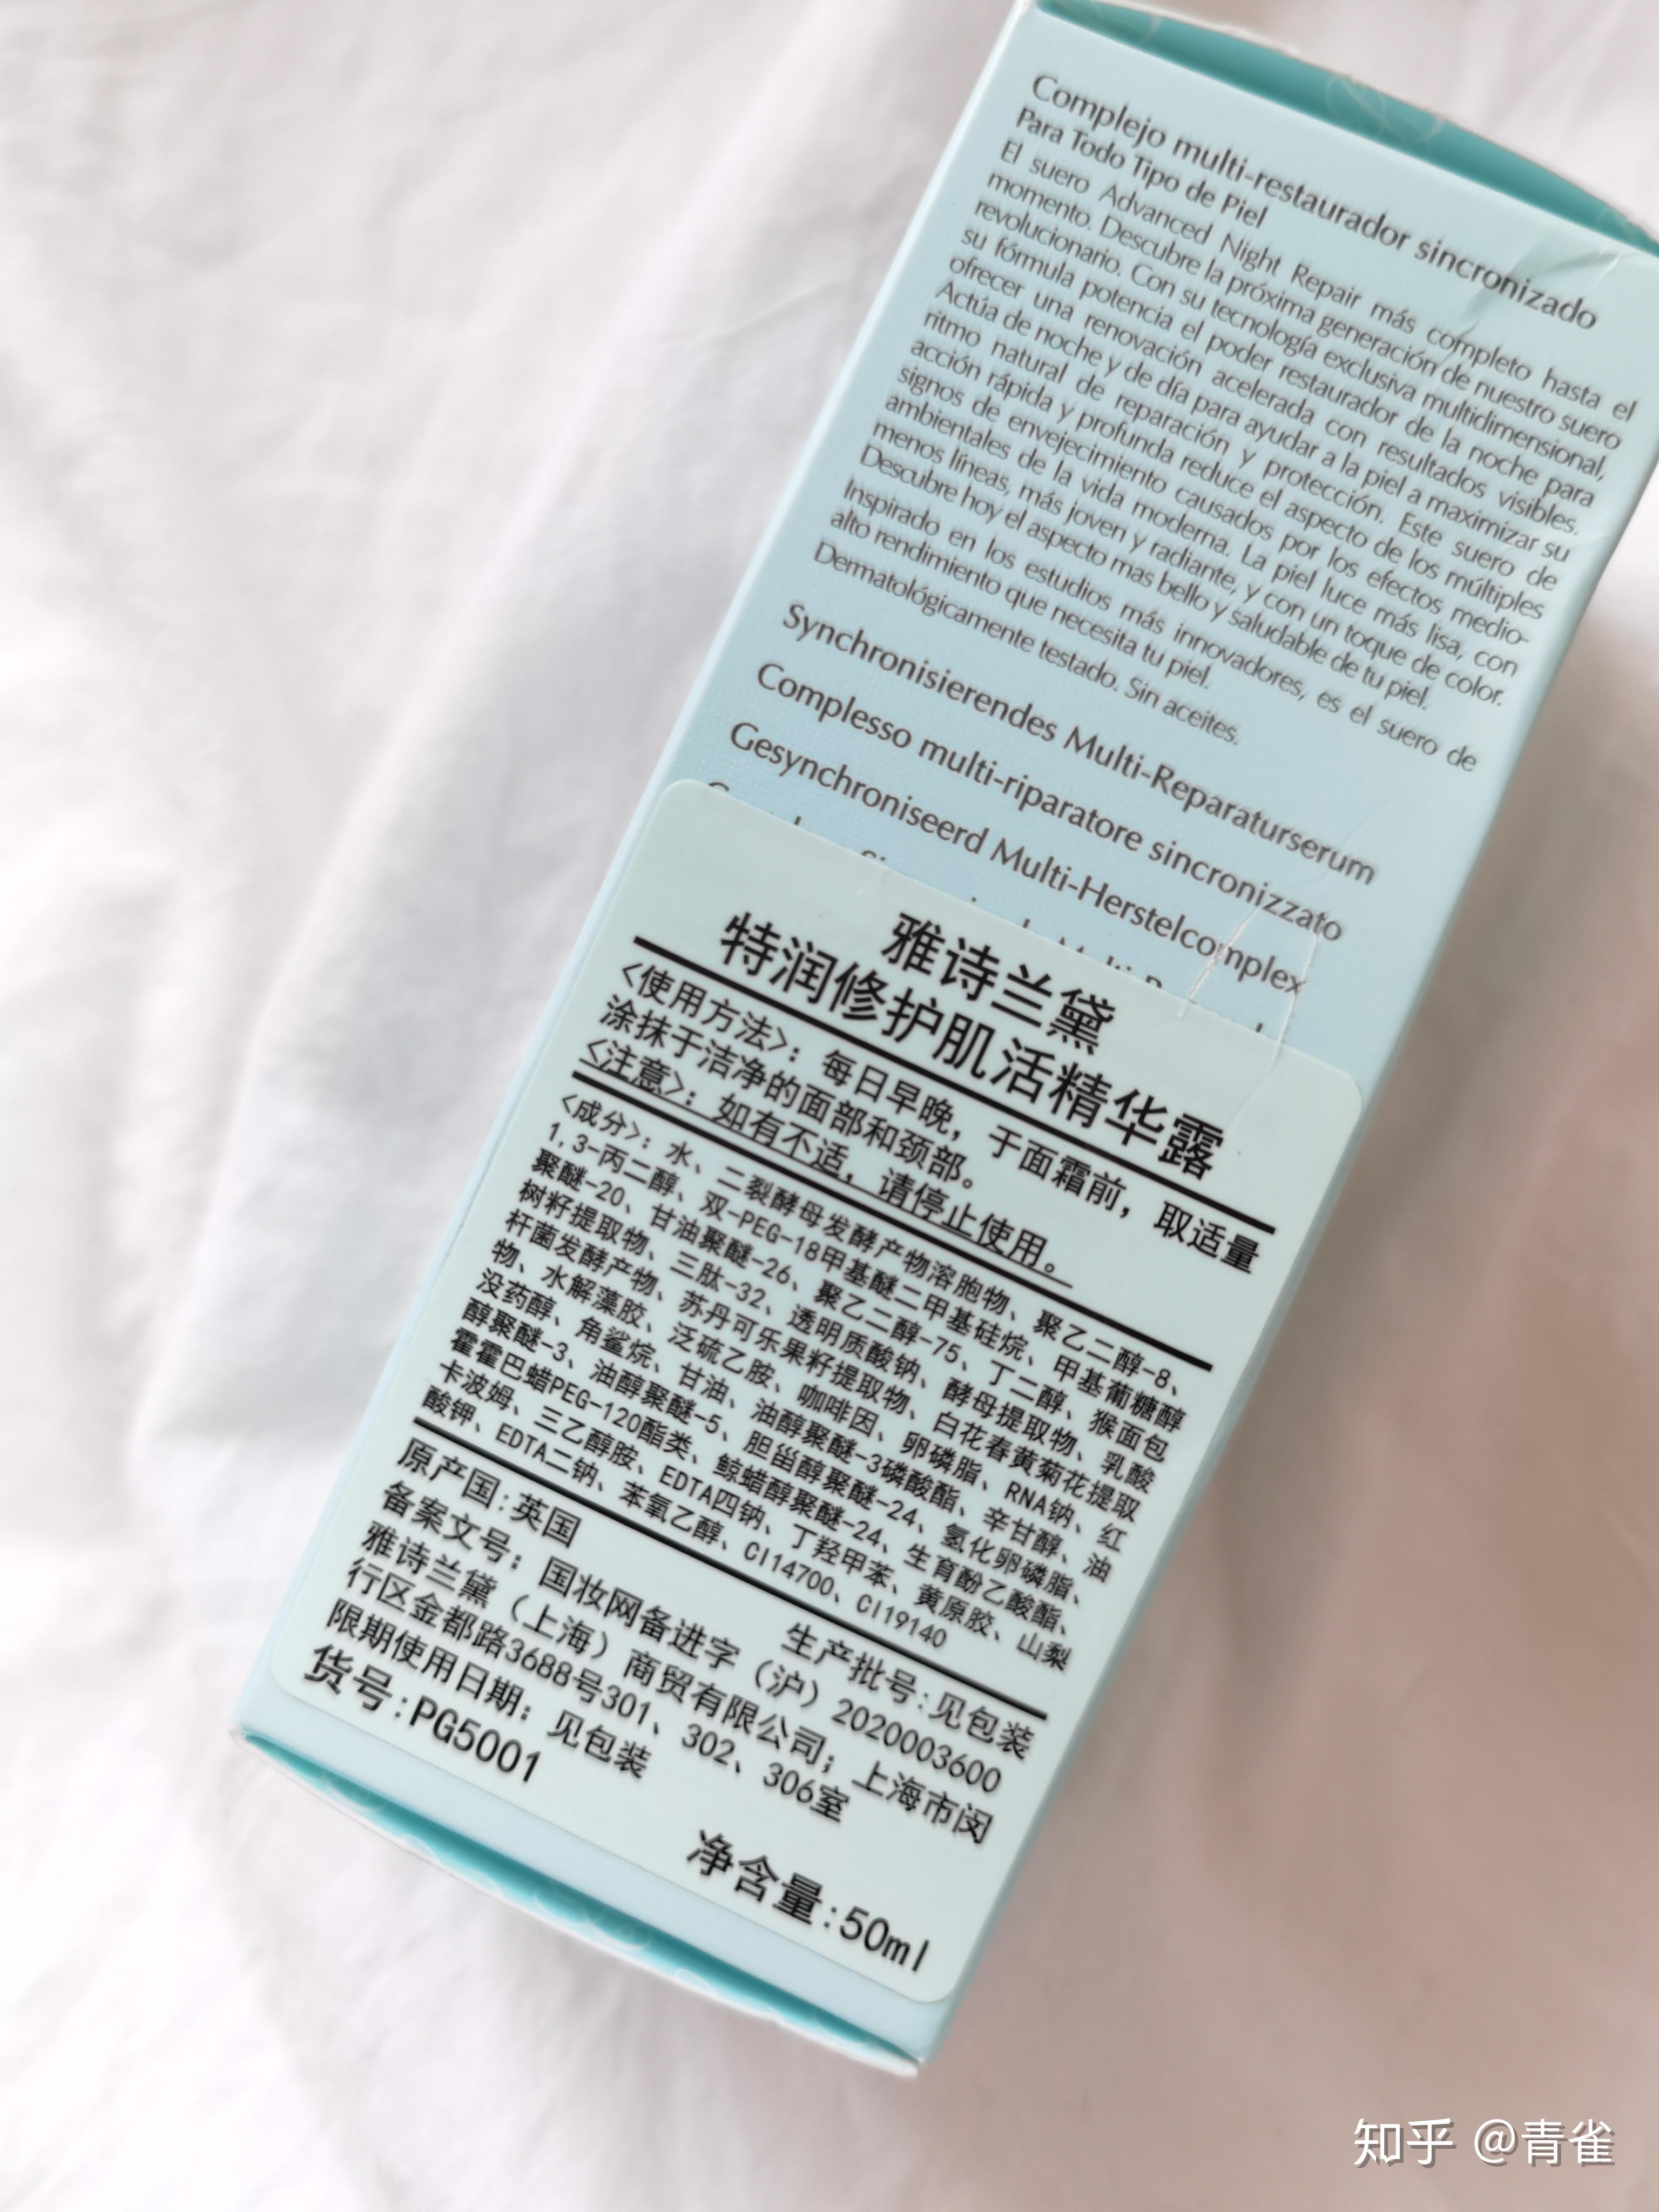 Complejo multi-restaurador sincronizado
Para Todo Tipo de Piel
El suero Advanced Night Repair más completo hasta el
momento. Descubre la próxima generación de nuestro suero
revolucionario. Con su tecnología exclusiva multidimensional,
su fórmula potencia el poder restaurador de la noche para
ofrecer una renovación acelerada con resultados visibles.
Actúa de noche y de día para ayudar a la piel a maximizar su
ritmo natural de reparación y protección. Este suero de
acción rápida y profunda reduce el aspecto de los múltiples
signos de envejecimiento causados por los efectos medio-
ambientales de la vida moderna. La piel luce más lisa, con
menos líneas, más joven y radiante, y con un toque de color.
Descubre hoy el aspecto mas bello y saludable de tu piel.
Inspirado en los estudios más innovadores, es el suero de
alto rendimiento que necesita tu piel.
Dermatológicamente testado. Sin aceites.
Synchronisierendes Multi-Reparaturserum
Complesso multi-riparatore sincronizzato
Gesynchroniseerd Multi-Herstelcomplex
雅诗兰黛
特润修护肌活精华露
<使用方法>：每日早晚，于面霜前，取适量
涂抹于洁净的面部和颈部。
<注意>：如有不适，请停止使用。
<成分>：水、二裂酵母发酵产物溶胞物、聚乙二醇-8、
1,3-丙二醇、双-PEG-18甲基醚二甲基硅烷、甲基葡糖醇
聚醚-20、甘油聚醚-26、聚乙二醇-75、丁二醇、猴面包
树籽提取物、三肽-32、透明质酸钠、酵母提取物、乳酸
杆菌发酵产物、苏丹可乐果籽提取物、白花春黄菊花提取
物、水解藻胶、泛硫乙胺、咖啡因、卵磷脂、RNA钠、红
没药醇、角鲨烷、甘油、油醇聚醚-3磷酸酯、辛甘醇、油
醇聚醚-3、油醇聚醚-5、胆甾醇聚醚-24、氢化卵磷脂、
霍霍巴蜡PEG-120酯类、鲸蜡醇聚醚-24、生育酚乙酸酯、
卡波姆、三乙醇胺、EDTA四钠、丁羟甲苯、黄原胶、山梨
酸钾、EDTA二钠、苯氧乙醇、CI14700、CI19140
原产国：英国 生产批号：见包装
备案文号：国妆网备进字（沪）2020003600
雅诗兰黛（上海）商贸有限公司；上海市闵
行区金都路3688号301、302、306室
限期使用日期：见包装
货号：PG5001
净含量：50ml
知乎 @青雀